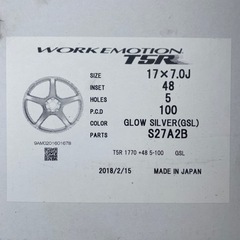 WORK EMOTION
T5R
SIZE 17×7.0J
INSET 48
HOLES 5
P.C.D 100
COLOR GLOW SILVER(GSL)
PARTS S27A2B
T5R 1770 +48 5-100 GSL
2018/2/15 MADE IN JAPAN